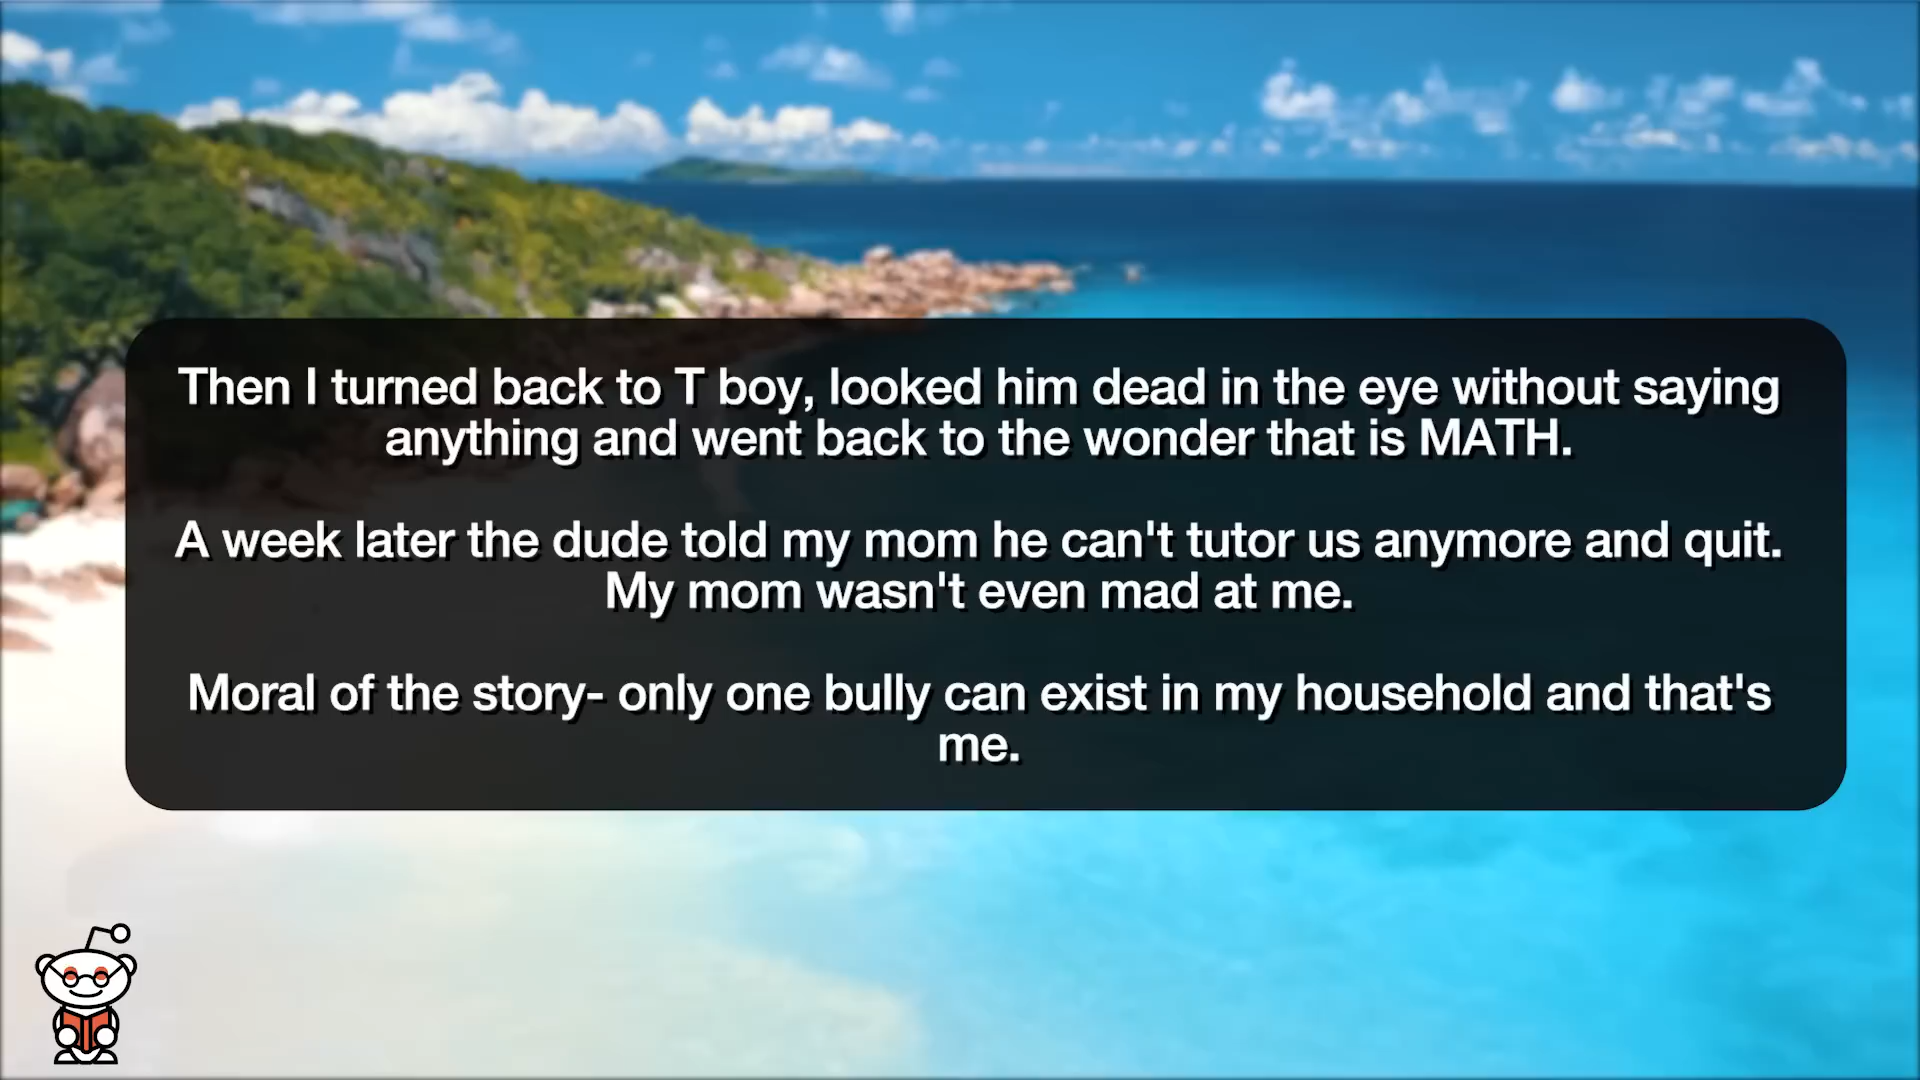 Then I turned back to T boy, looked him dead in the eye without saying
anything and went back to the wonder that is MATH.
A week later the dude told my mom he can't tutor us anymore and quit.
My mom wasn't even mad at me.
Moral of the story- only one bully can exist in my household and that's
me.